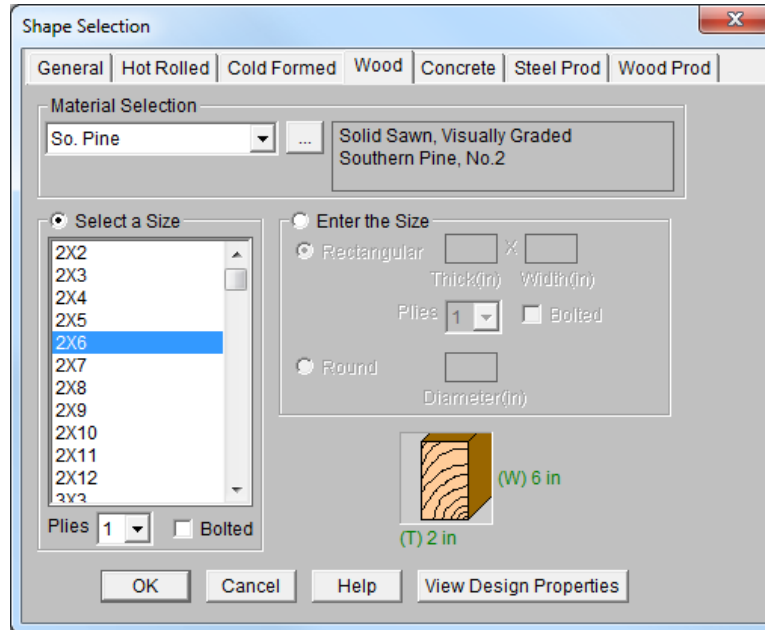 Shape Selection
General Hot Rolled Cold Formed Wood Concrete Steel Prod Wood Prod
Material Selection
So. Pine ... Solid Sawn, Visually Graded
Southern Pine, No.2
Select a Size Enter the Size
2X2
Rectangular X
2X3
Thick(in) Width(in)
2X4
2X5
Plies 1 Bolted
2X6
2X7
Round
2X8
Diameter(in)
2X9
2X10
2X11
(W) 6 in
2X12
3X3
Plies 1 Bolted
(T) 2 in
OK Cancel Help View Design Properties